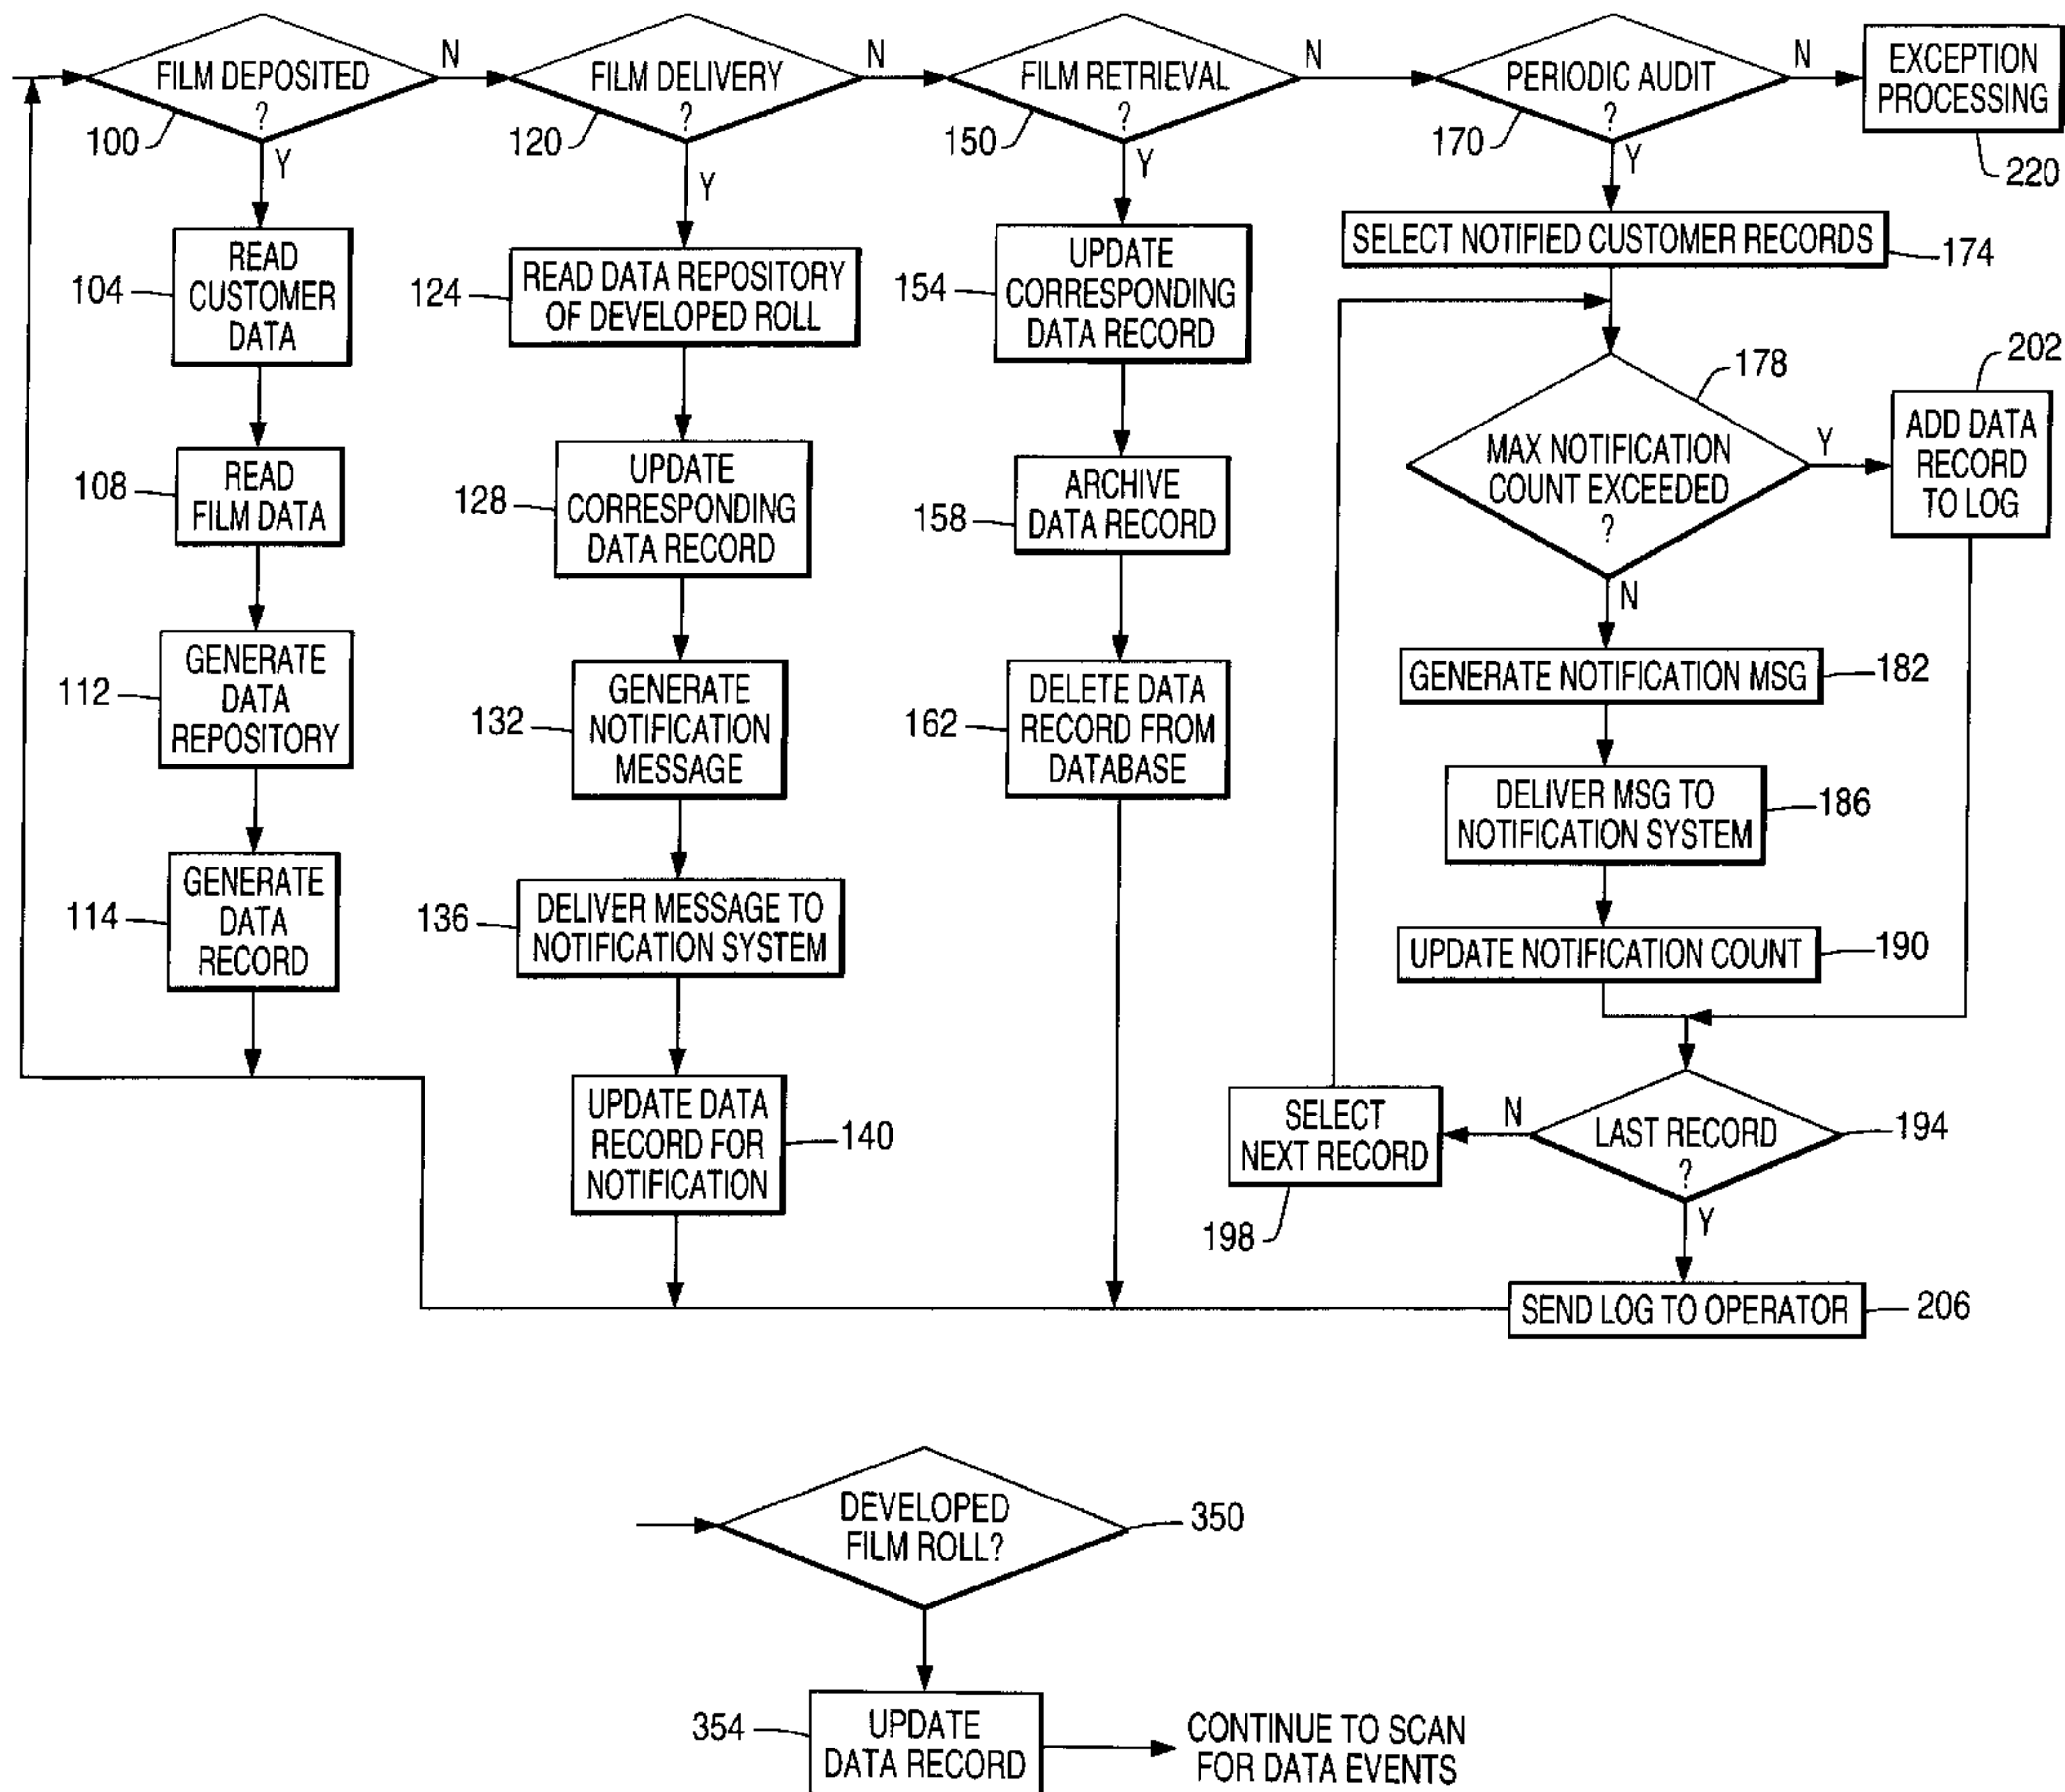 FILM DEPOSITED
?
100
N
Y
FILM DELIVERY
?
120
N
Y
FILM RETRIEVAL
?
150
N
Y
PERIODIC AUDIT
?
170
N
Y
EXCEPTION
PROCESSING
220
READ
CUSTOMER
DATA
104
READ
FILM DATA
108
GENERATE
DATA
REPOSITORY
112
GENERATE
DATA
RECORD
114
READ DATA REPOSITORY
OF DEVELOPED ROLL
124
UPDATE
CORRESPONDING
DATA RECORD
128
GENERATE
NOTIFICATION
MESSAGE
132
DELIVER MESSAGE TO
NOTIFICATION SYSTEM
136
UPDATE DATA
RECORD FOR
NOTIFICATION
140
UPDATE
CORRESPONDING
DATA RECORD
154
ARCHIVE
DATA RECORD
158
DELETE DATA
RECORD FROM
DATABASE
162
SELECT NOTIFIED CUSTOMER RECORDS
174
MAX NOTIFICATION
COUNT EXCEEDED
?
178
Y
N
ADD DATA
RECORD
TO LOG
202
GENERATE NOTIFICATION MSG
182
DELIVER MSG TO
NOTIFICATION SYSTEM
186
UPDATE NOTIFICATION COUNT
190
LAST RECORD
?
194
N
Y
SELECT
NEXT RECORD
198
SEND LOG TO OPERATOR
206
DEVELOPED
FILM ROLL?
350
UPDATE
DATA RECORD
354
CONTINUE TO SCAN
FOR DATA EVENTS